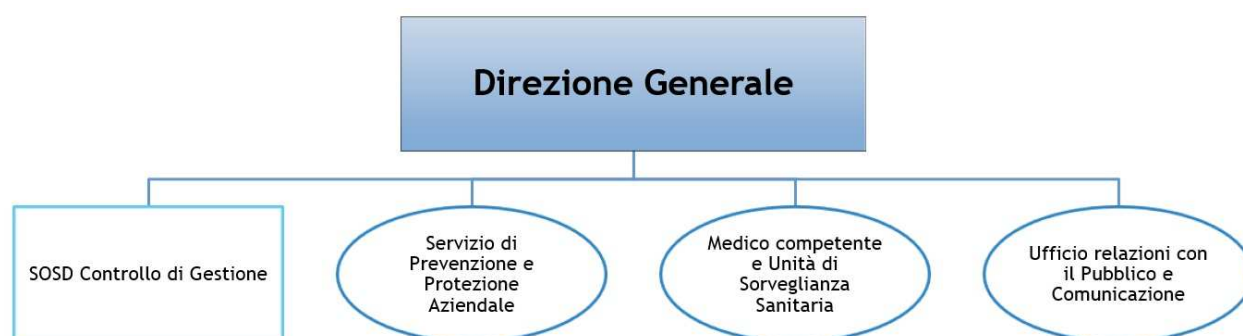 Direzione Generale
SOSD Controllo di Gestione
Servizio di
Prevenzione e
Protezione
Aziendale
Medico competente
e Unità di
Sorveglianza
Sanitaria
Ufficio relazioni con
il Pubblico e
Comunicazione